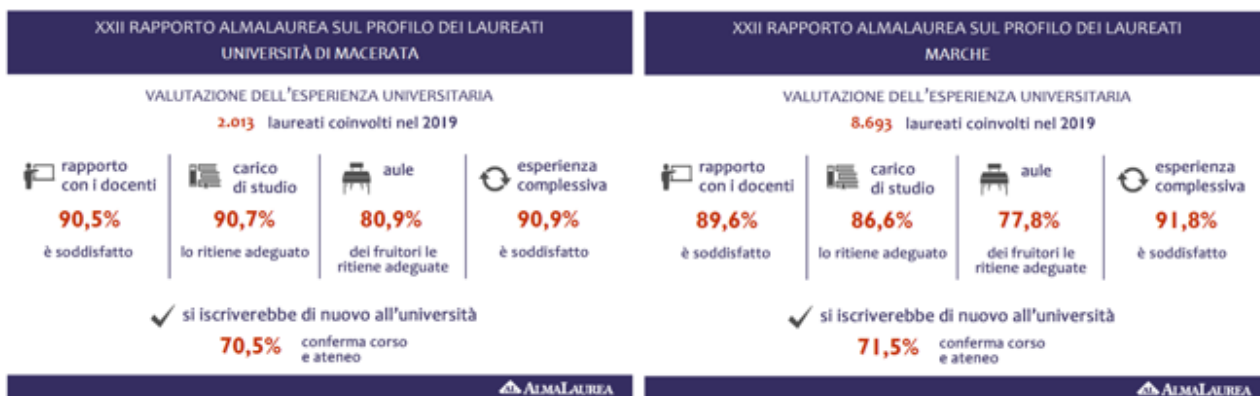 XXII RAPPORTO ALMALAUREA SUL PROFILO DEI LAUREATI
UNIVERSITÀ DI MACERATA
VALUTAZIONE DELL'ESPERIENZA UNIVERSITARIA
2.013 laureati coinvolti nel 2019
rapporto
con i docenti
90,5%
è soddisfatto
carico
di studio
90,7%
lo ritiene adeguato
aule
80,9%
dei fruitori le
ritiene adeguate
esperienza
complessiva
90,9%
è soddisfatto
si iscriverebbe di nuovo all'università
70,5% conferma corso
e ateneo
AL ALMALAUREA
XXII RAPPORTO ALMALAUREA SUL PROFILO DEI LAUREATI
MARCHE
VALUTAZIONE DELL'ESPERIENZA UNIVERSITARIA
8.693 laureati coinvolti nel 2019
rapporto
con i docenti
89,6%
è soddisfatto
carico
di studio
86,6%
lo ritiene adeguato
aule
77,8%
dei fruitori le
ritiene adeguate
esperienza
complessiva
91,8%
è soddisfatto
si iscriverebbe di nuovo all'università
71,5% conferma corso
e ateneo
AL ALMALAUREA